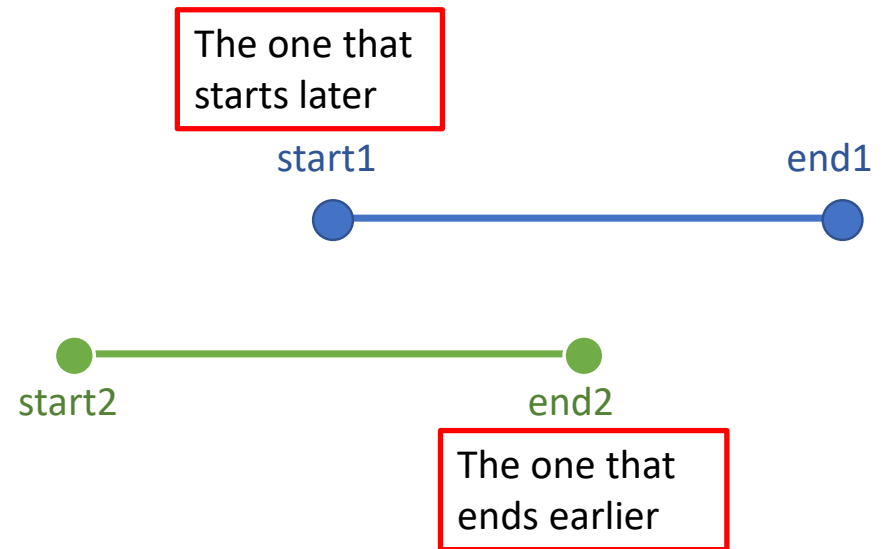 The one that
starts later
start1
end1
start2
end2
The one that
ends earlier